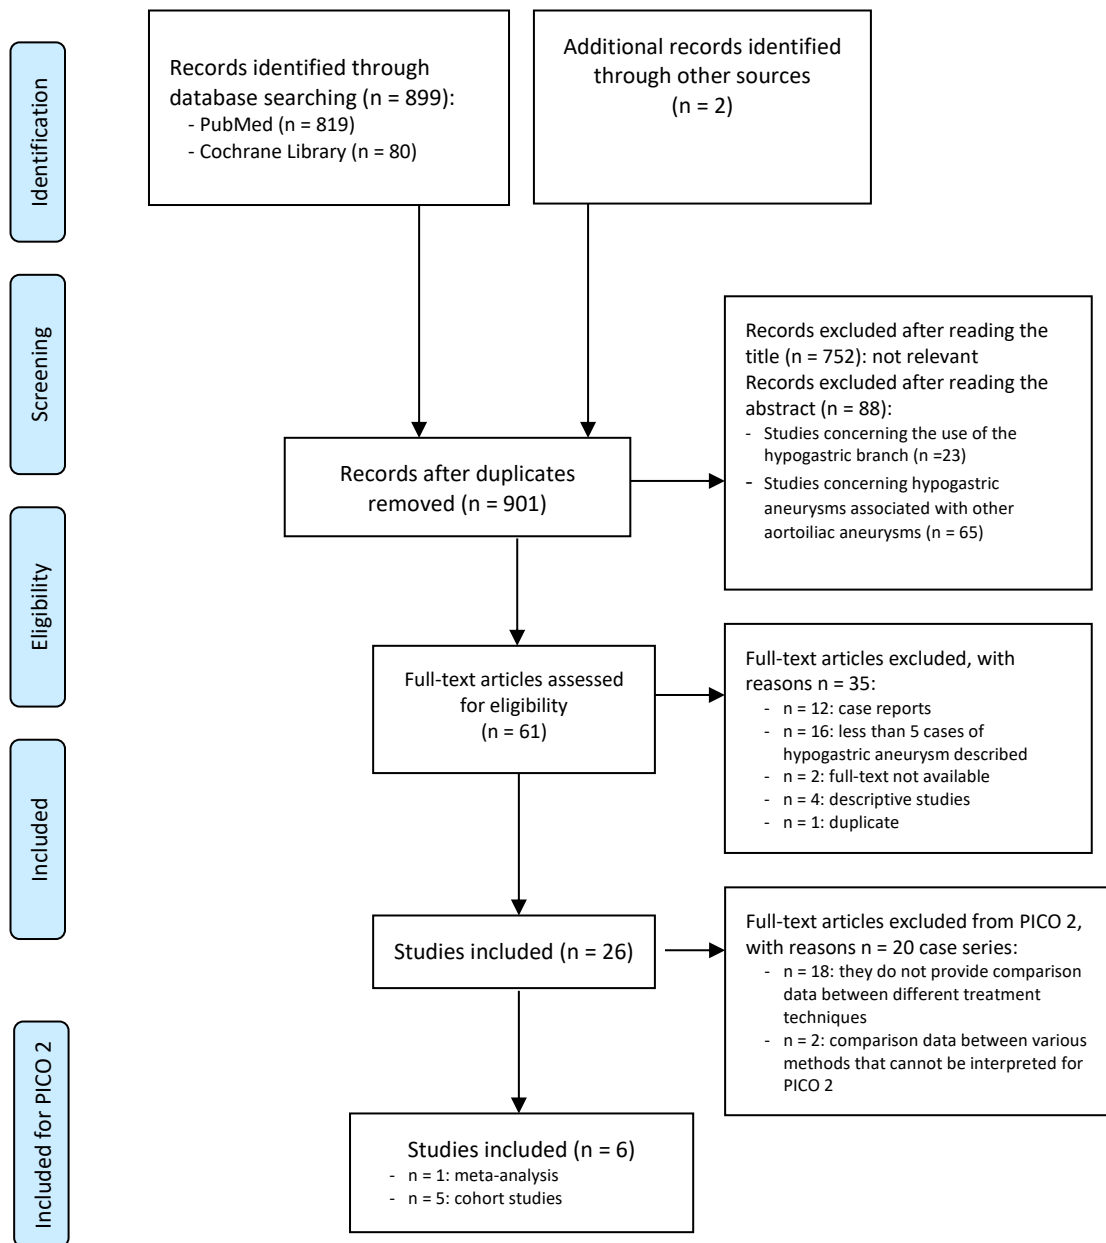 Identification
Records identified through
database searching (n = 899):
- PubMed (n = 819)
- Cochrane Library (n = 80)
Additional records identified
through other sources
(n = 2)
Screening
Records excluded after reading the
title (n = 752): not relevant
Records excluded after reading the
abstract (n = 88):
- Studies concerning the use of the
hypogastric branch (n =23)
- Studies concerning hypogastric
aneurysms associated with other
aortoiliac aneurysms (n = 65)
Records after duplicates
removed (n = 901)
Eligibility
Full-text articles assessed
for eligibility
(n = 61)
Full-text articles excluded, with
reasons n = 35:
- n = 12: case reports
- n = 16: less than 5 cases of
hypogastric aneurysm described
- n = 2: full-text not available
- n = 4: descriptive studies
- n = 1: duplicate
Included
Studies included (n = 26)
Full-text articles excluded from PICO 2,
with reasons n = 20 case series:
- n = 18: they do not provide comparison
data between different treatment
techniques
- n = 2: comparison data between various
methods that cannot be interpreted for
PICO 2
Included for PICO 2
Studies included (n = 6)
- n = 1: meta-analysis
- n = 5: cohort studies